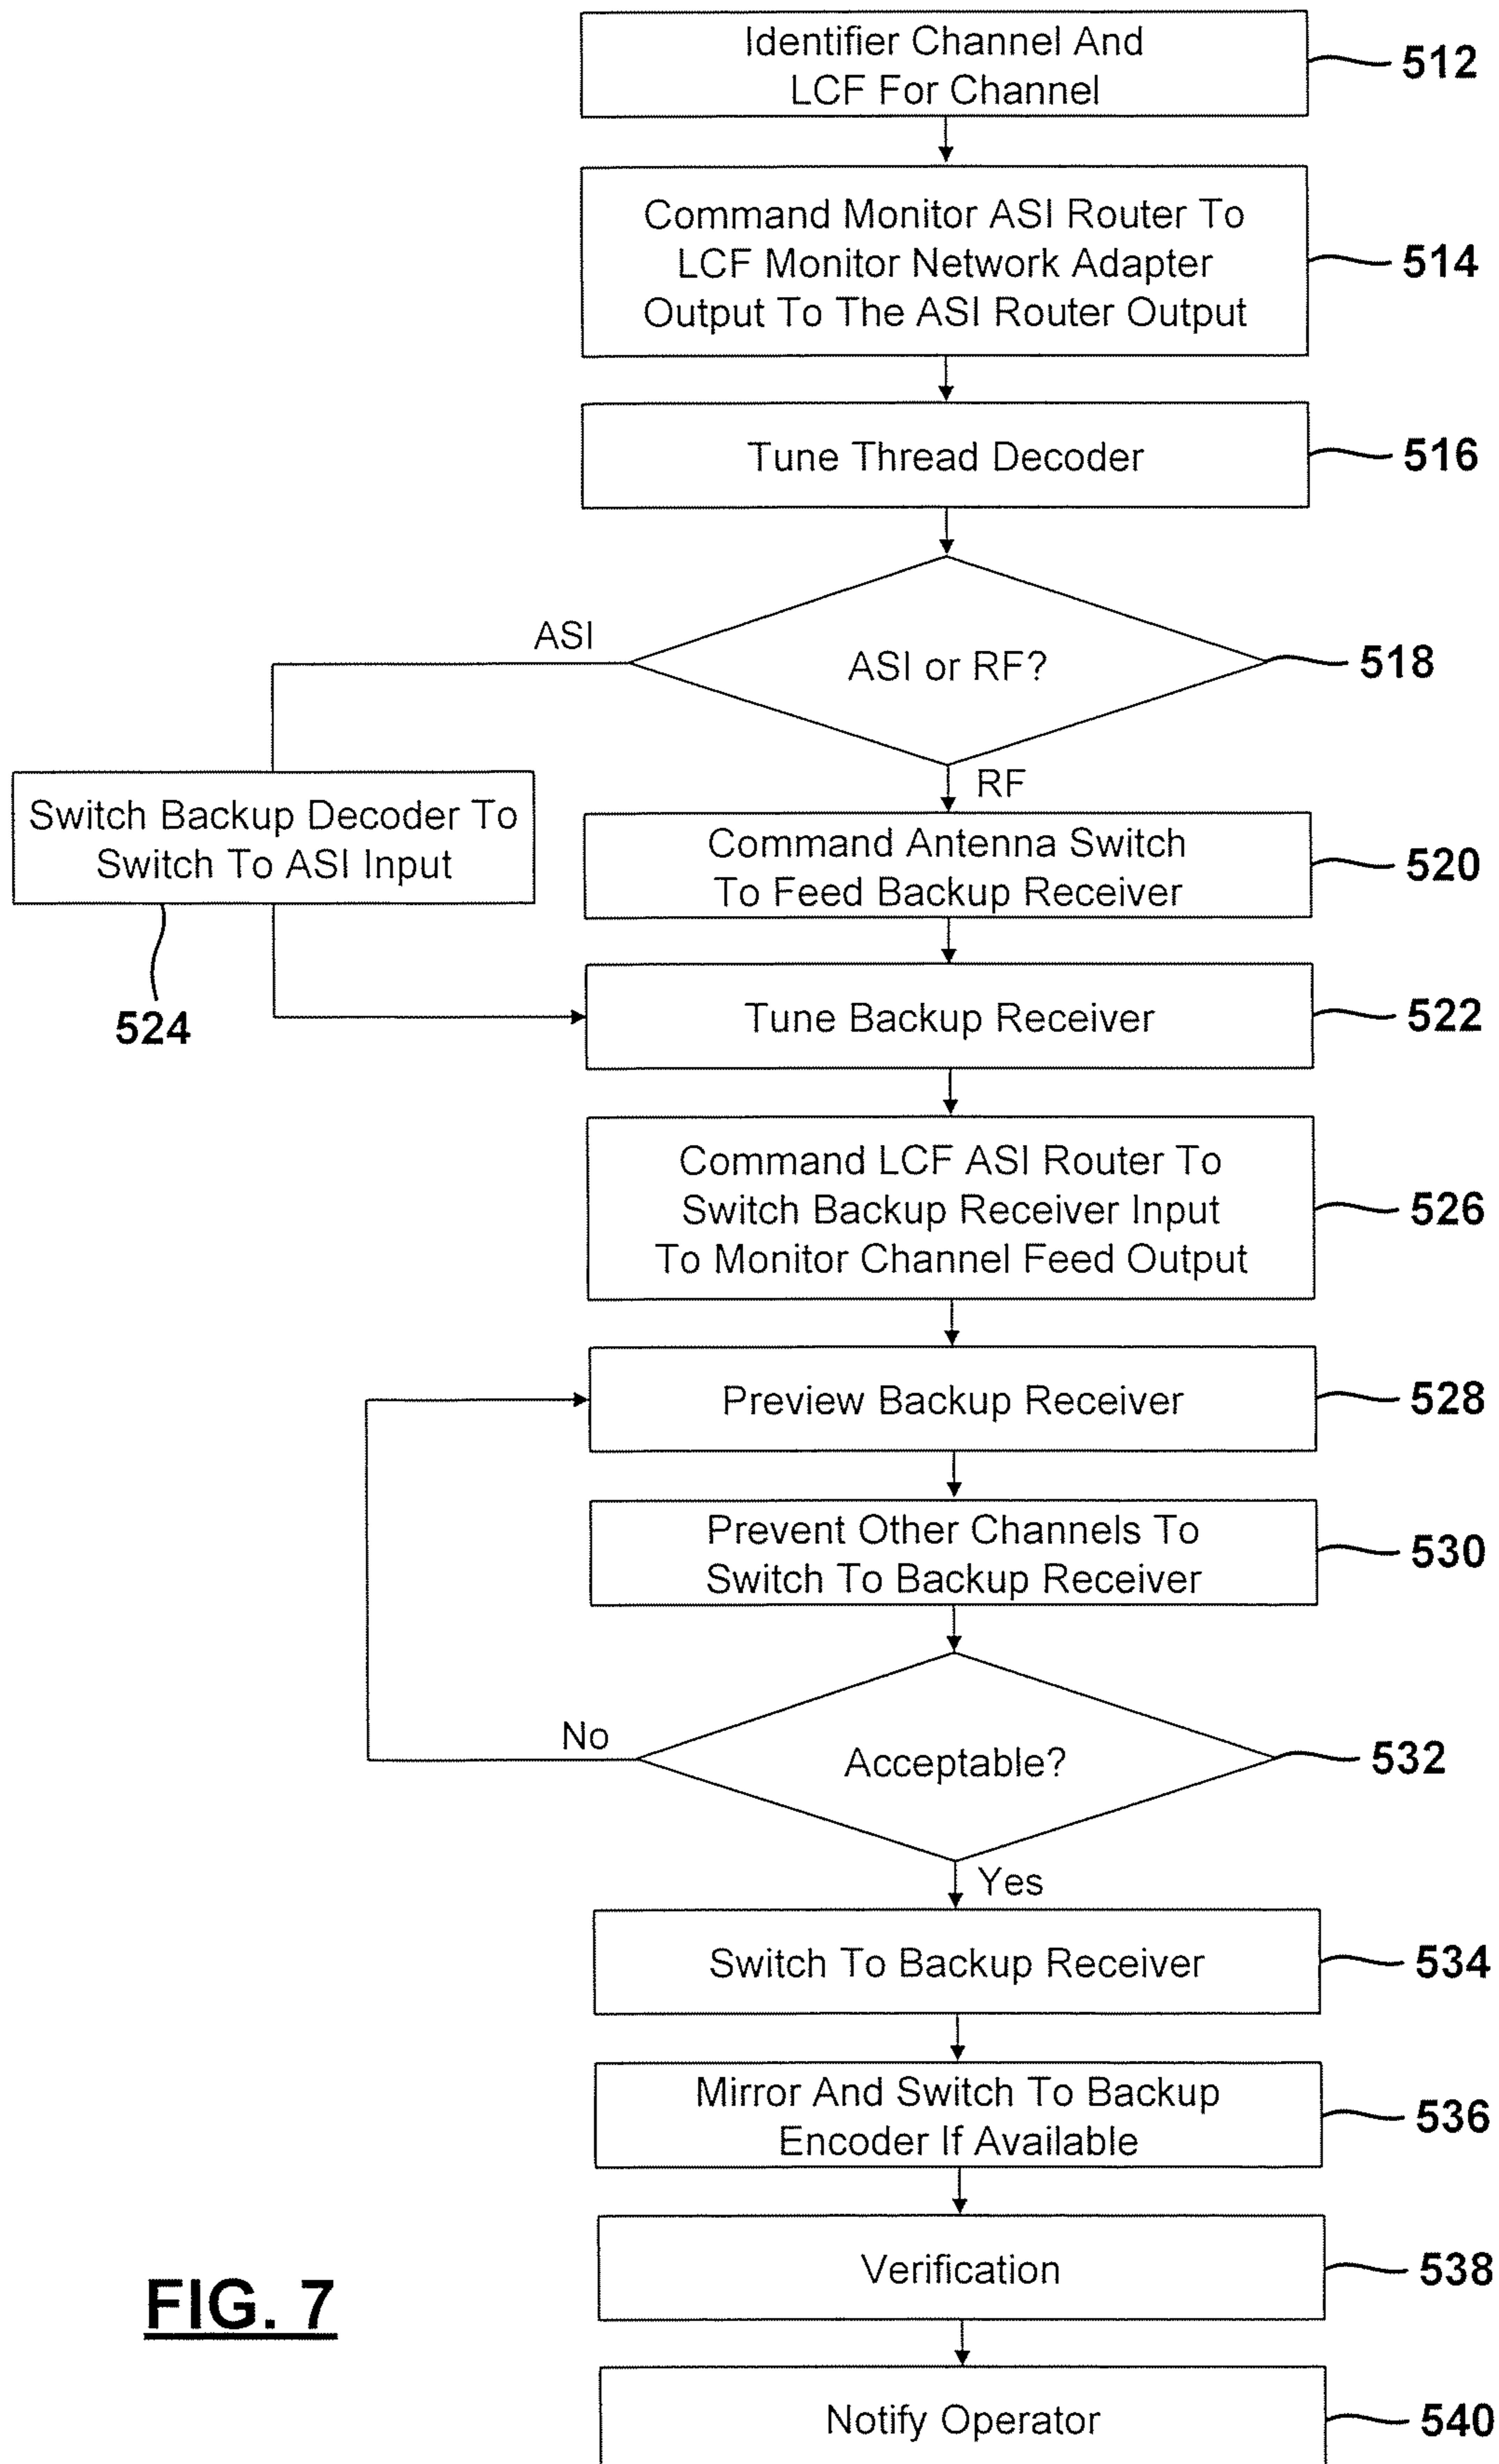 Identifier Channel And
LCF For Channel
512
Command Monitor ASI Router To
LCF Monitor Network Adapter
Output To The ASI Router Output
514
Tune Thread Decoder
516
ASI
ASI or RF?
518
RF
Switch Backup Decoder To
Switch To ASI Input
524
Command Antenna Switch
To Feed Backup Receiver
520
Tune Backup Receiver
522
Command LCF ASI Router To
Switch Backup Receiver Input
To Monitor Channel Feed Output
526
Preview Backup Receiver
528
Prevent Other Channels To
Switch To Backup Receiver
530
No
Acceptable?
532
Yes
Switch To Backup Receiver
534
Mirror And Switch To Backup
Encoder If Available
536
Verification
538
Notify Operator
540
FIG. 7